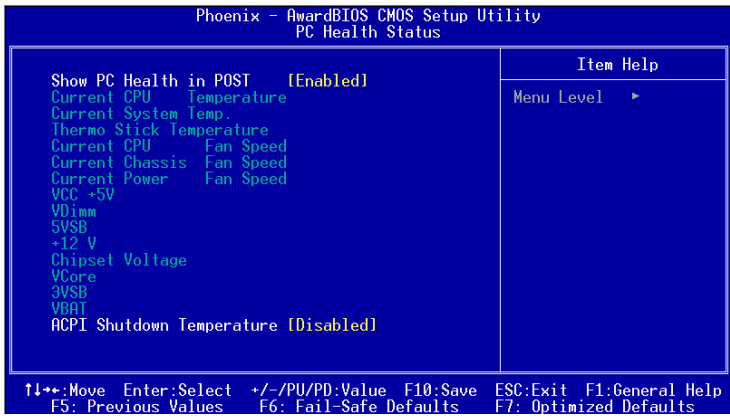 Phoenix - AwardBIOS CMOS Setup Utility
PC Health Status
Show PC Health in POST [Enabled]
Current CPU Temperature
Current System Temp.
Thermo Stick Temperature
Current CPU Fan Speed
Current Chassis Fan Speed
Current Power Fan Speed
VCC +5V
VDimm
5VSB
+12 V
Chipset Voltage
VCore
3VSB
VBAT
ACPI Shutdown Temperature [Disabled]
Item Help
Menu Level ►
↑↓→←:Move Enter:Select +/-/PU/PD:Value F10:Save ESC:Exit F1:General Help
F5: Previous Values F6: Fail-Safe Defaults F7: Optimized Defaults